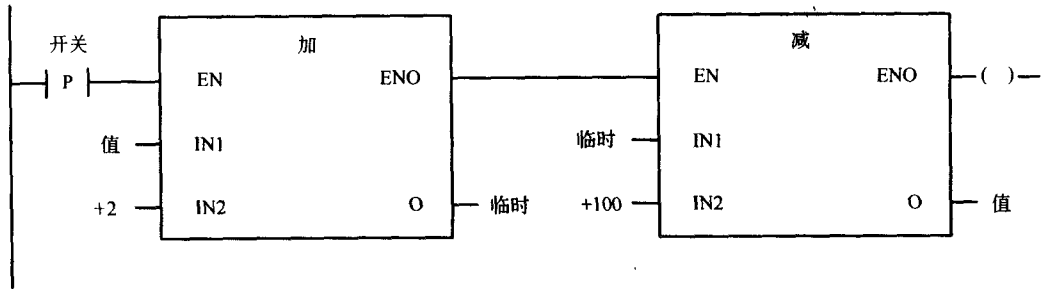 开关
P
加
EN ENO
值 IN1
+2 IN2 O 临时
减
EN ENO
( )
临时 IN1
+100 IN2 O 值